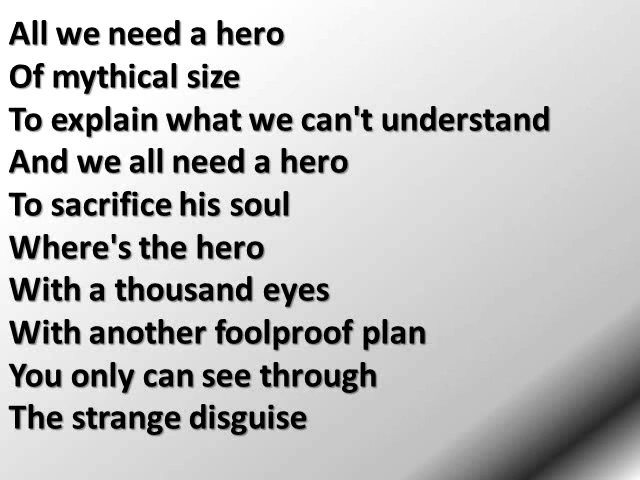 All we need a hero
Of mythical size
To explain what we can't understand
And we all need a hero
To sacrifice his soul
Where's the hero
With a thousand eyes
With another foolproof plan
You only can see through
The strange disguise